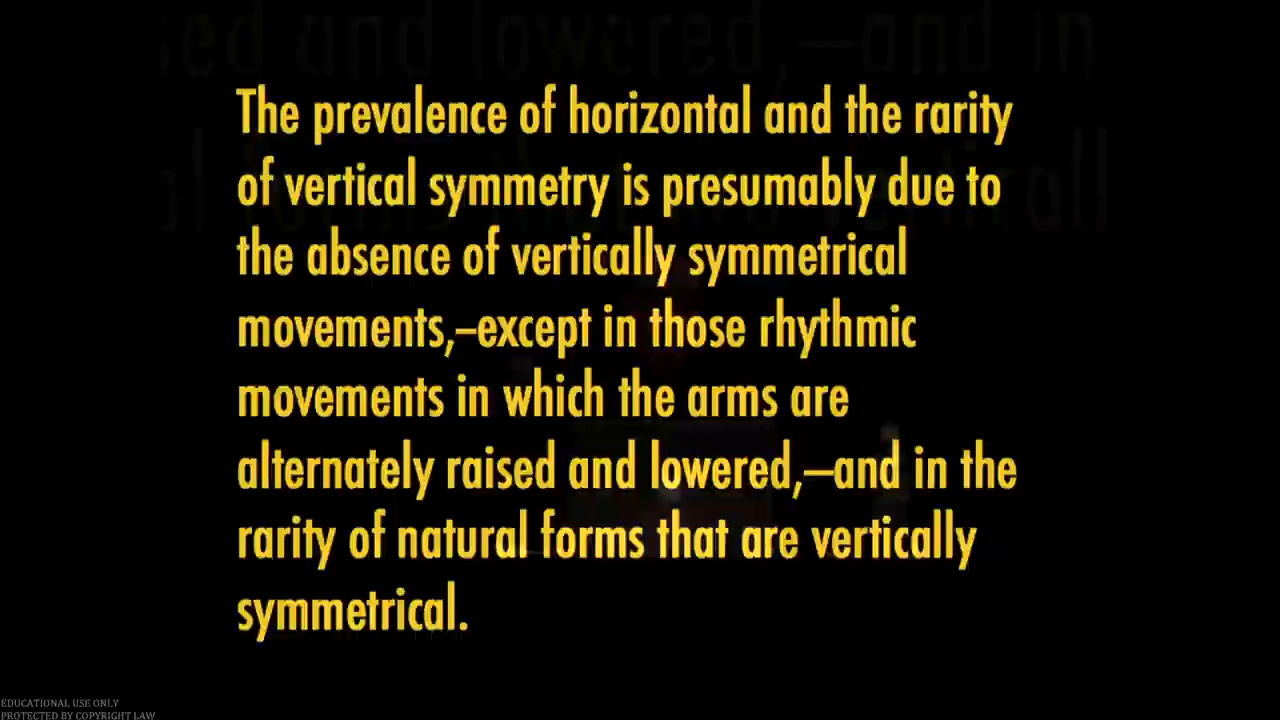 The prevalence of horizontal and the rarity
of vertical symmetry is presumably due to
the absence of vertically symmetrical
movements,–except in those rhythmic
movements in which the arms are
alternately raised and lowered,—and in the
rarity of natural forms that are vertically
symmetrical.
EDUCATIONAL USE ONLY
PROTECTED BY COPYRIGHT LAW